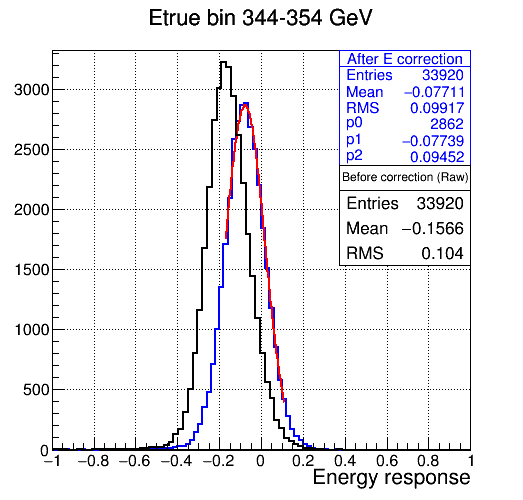 Etrue bin 344-354 GeV
After E correction
Entries 33920
Mean −0.07711
RMS 0.09917
p0 2862
p1 −0.07739
p2 0.09452
Before correction (Raw)
Entries 33920
Mean −0.1566
RMS 0.104
3000
2500
2000
1500
1000
500
0
−1 −0.8 −0.6 −0.4 −0.2 0 0.2 0.4 0.6 0.8 1
Energy response